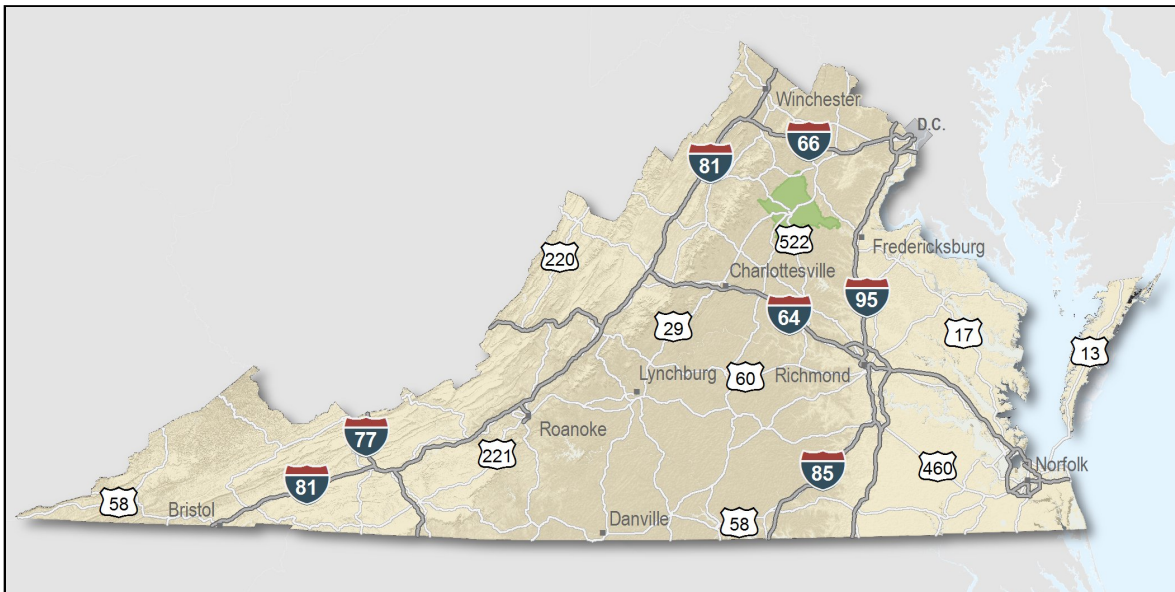 Winchester
D.C.
66
81
522
Fredericksburg
220
Charlottesville
95
64
29
17
13
Lynchburg
60
Richmond
77
Roanoke
221
85
460
Norfolk
81
58
Bristol
Danville
58